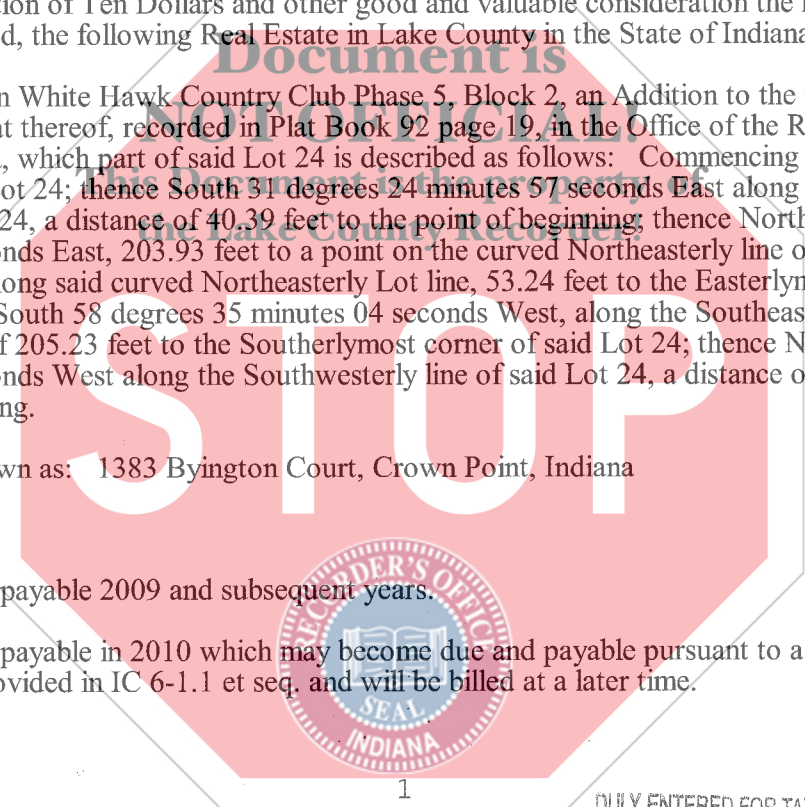 tion of Ten Dollars and other good and valuable consideration the
d, the following Real Estate in Lake County in the State of Indiana
Document is
n White Hawk Country Club Phase 5, Block 2, an Addition to the
NOT OFFICIAL!
t thereof, recorded in Plat Book 92 page 19, in the Office of the R
, which part of said Lot 24 is described as follows: Commencing
This Document is the property of
ot 24; thence South 31 degrees 24 minutes 57 seconds East along
24, a distance of 40.39 feet to the point of beginning; thence North
the Lake County Recorder!
nds East, 203.93 feet to a point on the curved Northeasterly line o
ong said curved Northeasterly Lot line, 53.24 feet to the Easterlyn
South 58 degrees 35 minutes 04 seconds West, along the Southeas
f 205.23 feet to the Southerlymost corner of said Lot 24; thence N
nds West along the Southwesterly line of said Lot 24, a distance o
ng.
STOP
wn as: 1383 Byington Court, Crown Point, Indiana
payable 2009 and subsequent years.
payable in 2010 which may become due and payable pursuant to a
ovided in IC 6-1.1 et seq. and will be billed at a later time.
RECORDER'S OFFICE
SEAL
INDIANA
1
DULY ENTERED FOR TA